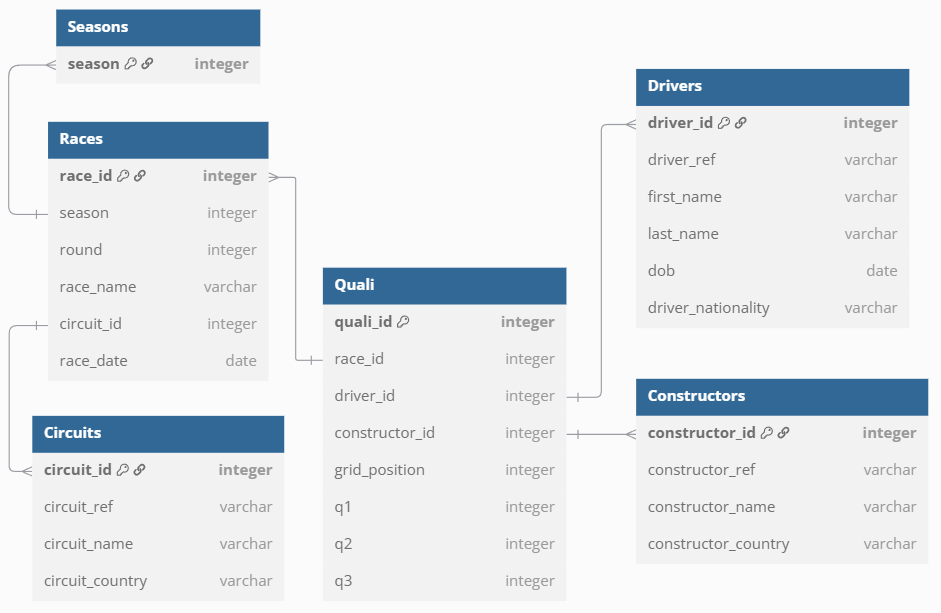 Seasons
season integer
Races
race_id integer
season integer
round integer
race_name varchar
circuit_id integer
race_date date
Circuits
circuit_id integer
circuit_ref varchar
circuit_name varchar
circuit_country varchar
Quali
quali_id integer
race_id integer
driver_id integer
constructor_id integer
grid_position integer
q1 integer
q2 integer
q3 integer
Drivers
driver_id integer
driver_ref varchar
first_name varchar
last_name varchar
dob date
driver_nationality varchar
Constructors
constructor_id integer
constructor_ref varchar
constructor_name varchar
constructor_country varchar